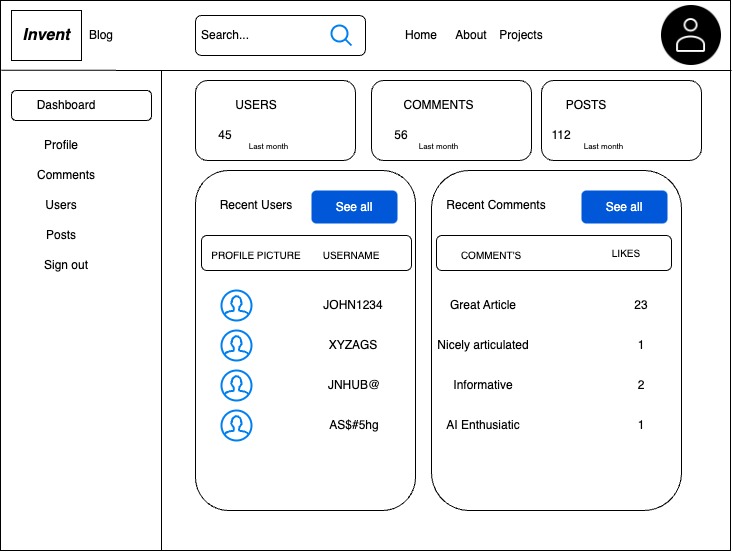 Invent Blog Search... Home About Projects
Dashboard
Profile
Comments
Users
Posts
Sign out
USERS
45
Last month
COMMENTS
56
Last month
POSTS
112
Last month
Recent Users See all
PROFILE PICTURE USERNAME
JOHN1234
XYZAGS
JNHUB@
AS$#5hg
Recent Comments See all
COMMENT'S LIKES
Great Article 23
Nicely articulated 1
Informative 2
AI Enthusiatic 1